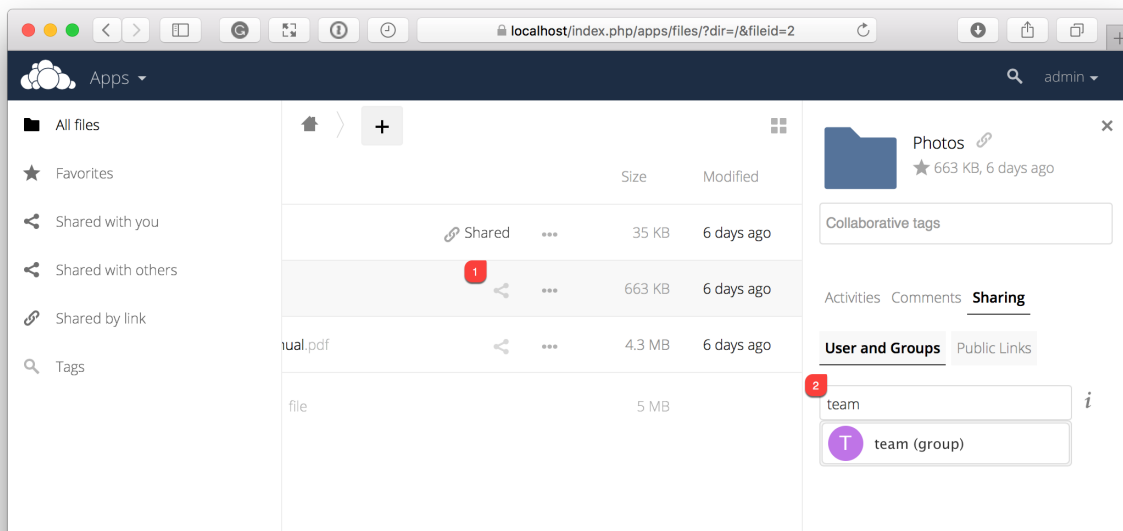 localhost/index.php/apps/files/?dir=/&fileid=2
Apps
admin
All files
Favorites
Shared with you
Shared with others
Shared by link
Tags
+
Size Modified
Shared ••• 35 KB 6 days ago
1
••• 663 KB 6 days ago
nual.pdf ••• 4.3 MB 6 days ago
file 5 MB
Photos
663 KB, 6 days ago
Collaborative tags
Activities Comments Sharing
User and Groups Public Links
2
team
i
T team (group)